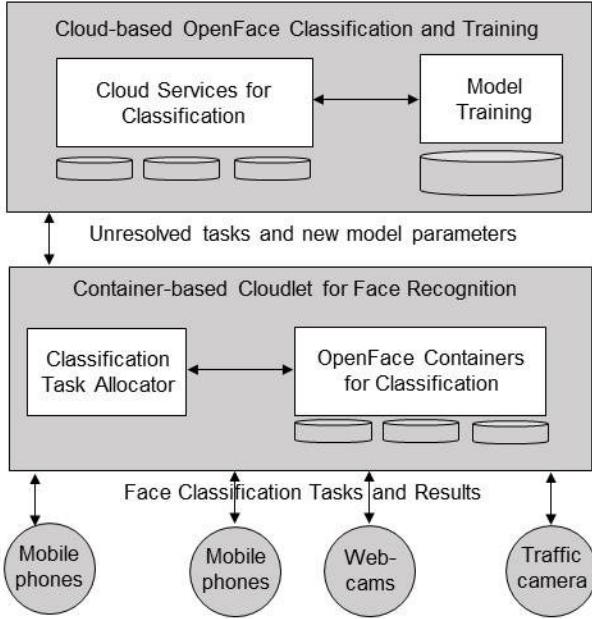 Cloud-based OpenFace Classification and Training
Cloud Services for
Classification
Model
Training
Unresolved tasks and new model parameters
Container-based Cloudlet for Face Recognition
Classification
Task Allocator
OpenFace Containers
for Classification
Face Classification Tasks and Results
Mobile
phones
Mobile
phones
Web-
cams
Traffic
camera